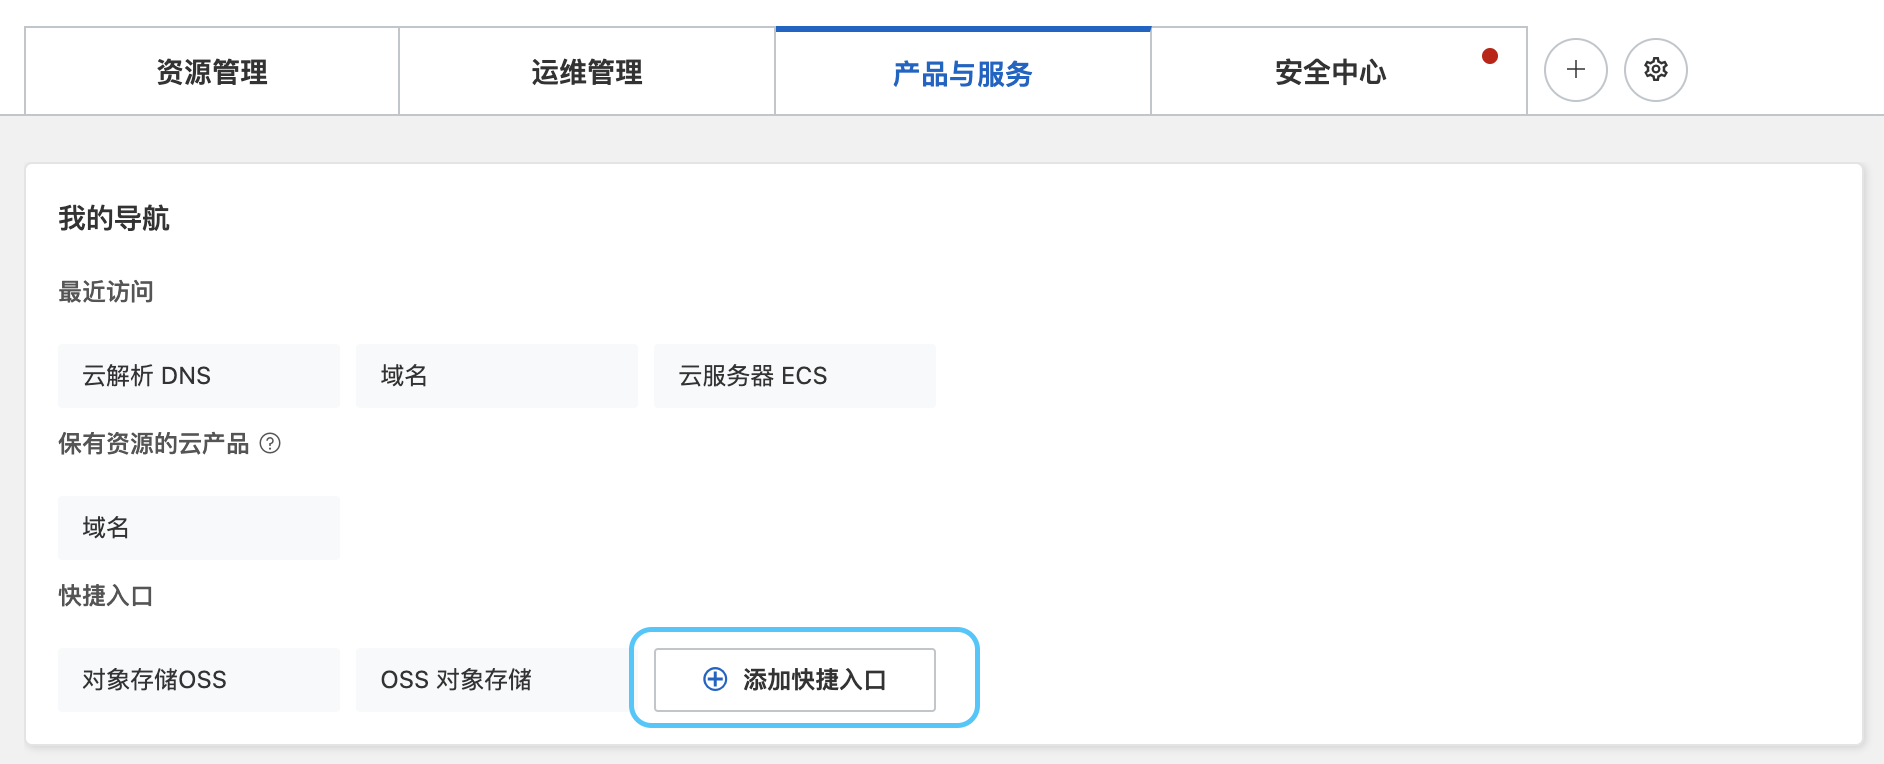 资源管理 运维管理 产品与服务 安全中心
我的导航
最近访问
云解析 DNS 域名 云服务器 ECS
保有资源的云产品
域名
快捷入口
对象存储OSS OSS 对象存储 添加快捷入口